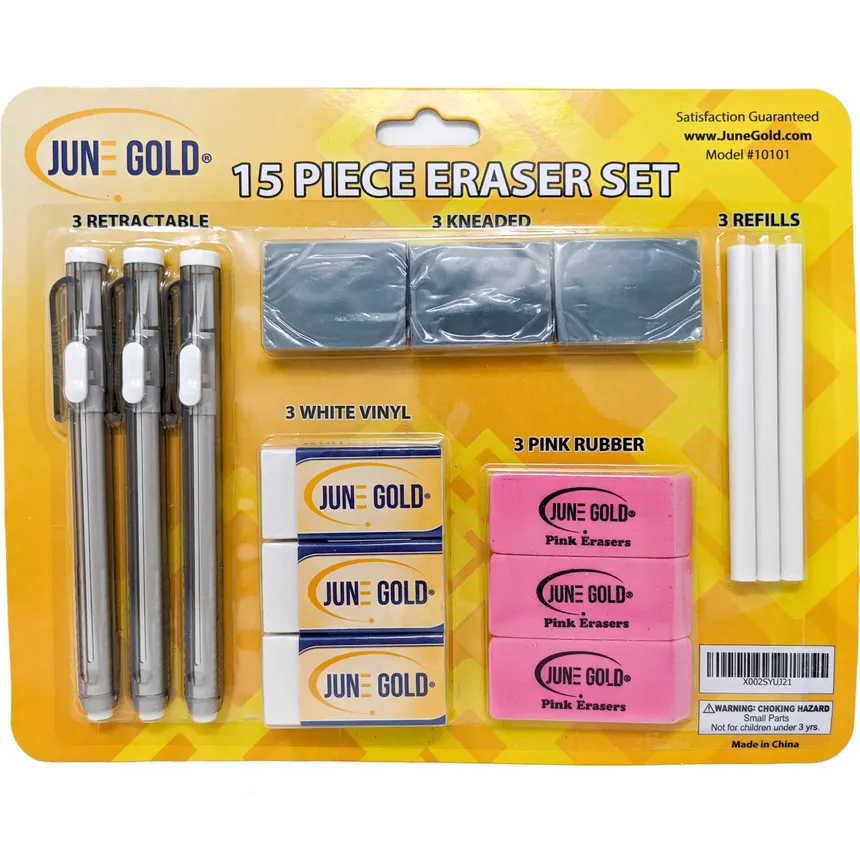 JUNE GOLD®
15 PIECE ERASER SET
Satisfaction Guaranteed
www.JuneGold.com
Model #10101
3 RETRACTABLE
3 KNEADED
3 REFILLS
3 WHITE VINYL
3 PINK RUBBER
JUNE GOLD®
JUNE GOLD®
JUNE GOLD®
JUNE GOLD®
Pink Erasers
JUNE GOLD®
Pink Erasers
JUNE GOLD®
Pink Erasers
X002SYUJ21
⚠WARNING: CHOKING HAZARD
Small Parts
Not for children under 3 yrs.
Made in China